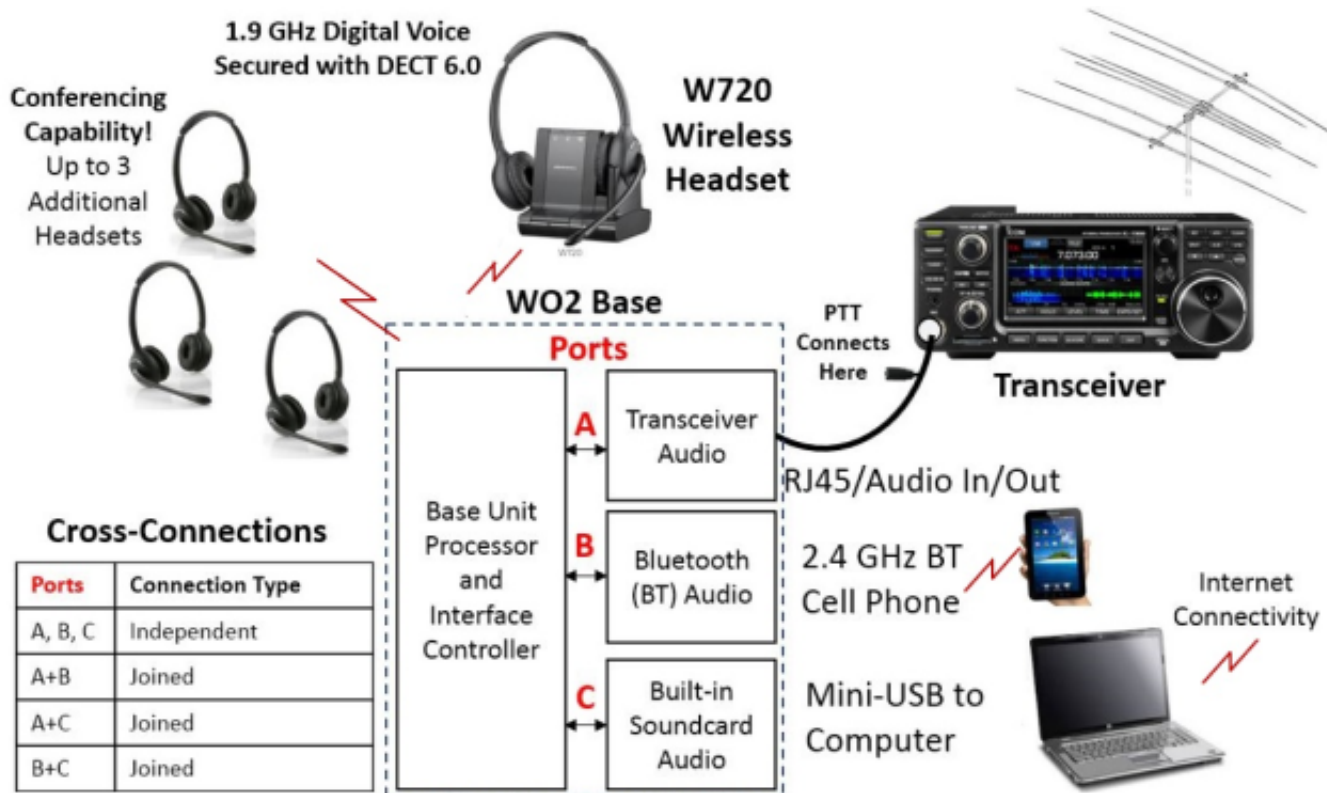 1.9 GHz Digital Voice
Secured with DECT 6.0
Conferencing
Capability!
Up to 3
Additional
Headsets
W720
Wireless
Headset
W720
WO2 Base
Ports
PTT
Connects
Here
7.073.00
Transceiver
Base Unit
Processor
and
Interface
Controller
A
Transceiver
Audio
RJ45/Audio In/Out
B
Bluetooth
(BT) Audio
2.4 GHz BT
Cell Phone
Internet
Connectivity
C
Built-in
Soundcard
Audio
Mini-USB to
Computer
Cross-Connections
Ports Connection Type
A, B, C Independent
A+B Joined
A+C Joined
B+C Joined